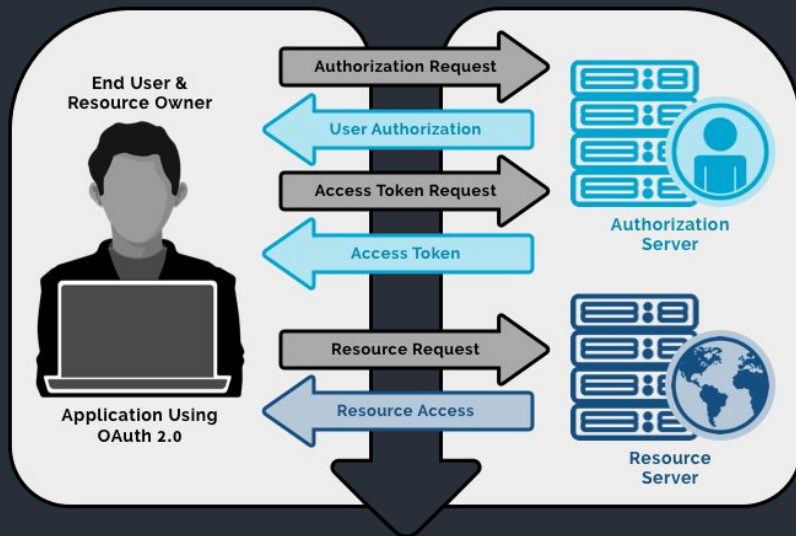 End User &
Resource Owner
Application Using
OAuth 2.0
Authorization Request
User Authorization
Access Token Request
Access Token
Resource Request
Resource Access
Authorization
Server
Resource
Server